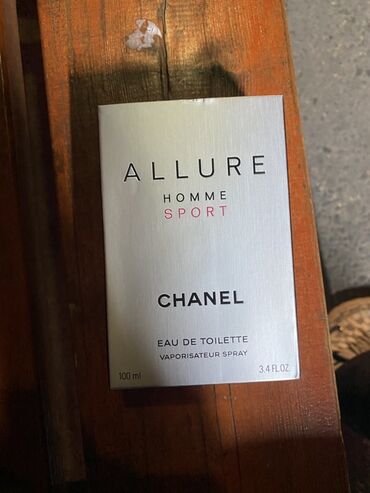 ALLURE
HOMME
SPORT
CHANEL
EAU DE TOILETTE
VAPORISATEUR SPRAY
100 ml 3.4 FL.OZ.